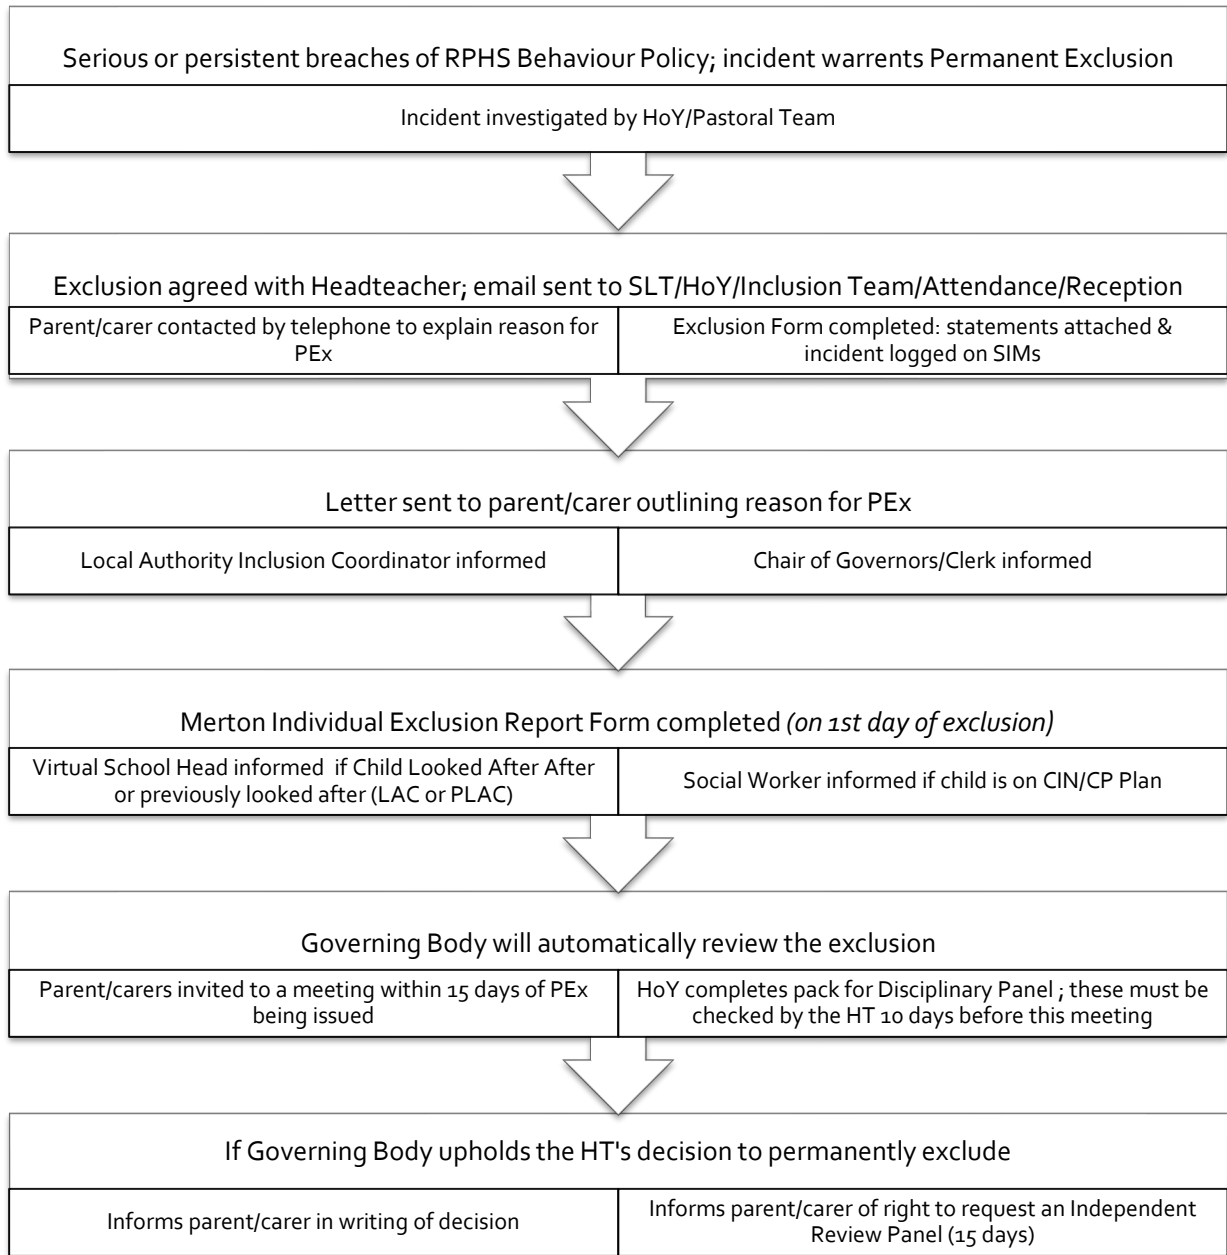 Serious or persistent breaches of RPHS Behaviour Policy; incident warrents Permanent Exclusion
Incident investigated by HoY/Pastoral Team
Exclusion agreed with Headteacher; email sent to SLT/HoY/Inclusion Team/Attendance/Reception
Parent/carer contacted by telephone to explain reason for
PEx
Exclusion Form completed: statements attached &
incident logged on SIMs
Letter sent to parent/carer outlining reason for PEx
Local Authority Inclusion Coordinator informed
Chair of Governors/Clerk informed
Merton Individual Exclusion Report Form completed (on 1st day of exclusion)
Virtual School Head informed if Child Looked After After
or previously looked after (LAC or PLAC)
Social Worker informed if child is on CIN/CP Plan
Governing Body will automatically review the exclusion
Parent/carers invited to a meeting within 15 days of PEx
being issued
HoY completes pack for Disciplinary Panel ; these must be
checked by the HT 10 days before this meeting
If Governing Body upholds the HT's decision to permanently exclude
Informs parent/carer in writing of decision
Informs parent/carer of right to request an Independent
Review Panel (15 days)